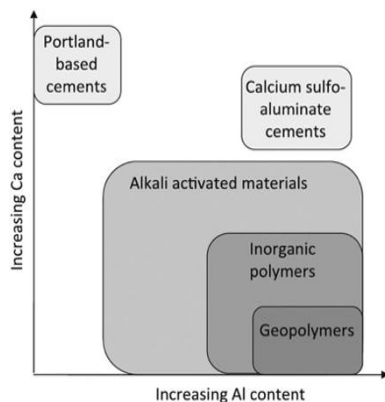 Portland-
based
cements
Calcium sulfo-
aluminate
cements
Alkali activated materials
Inorganic
polymers
Geopolymers
Increasing Ca content
Increasing Al content